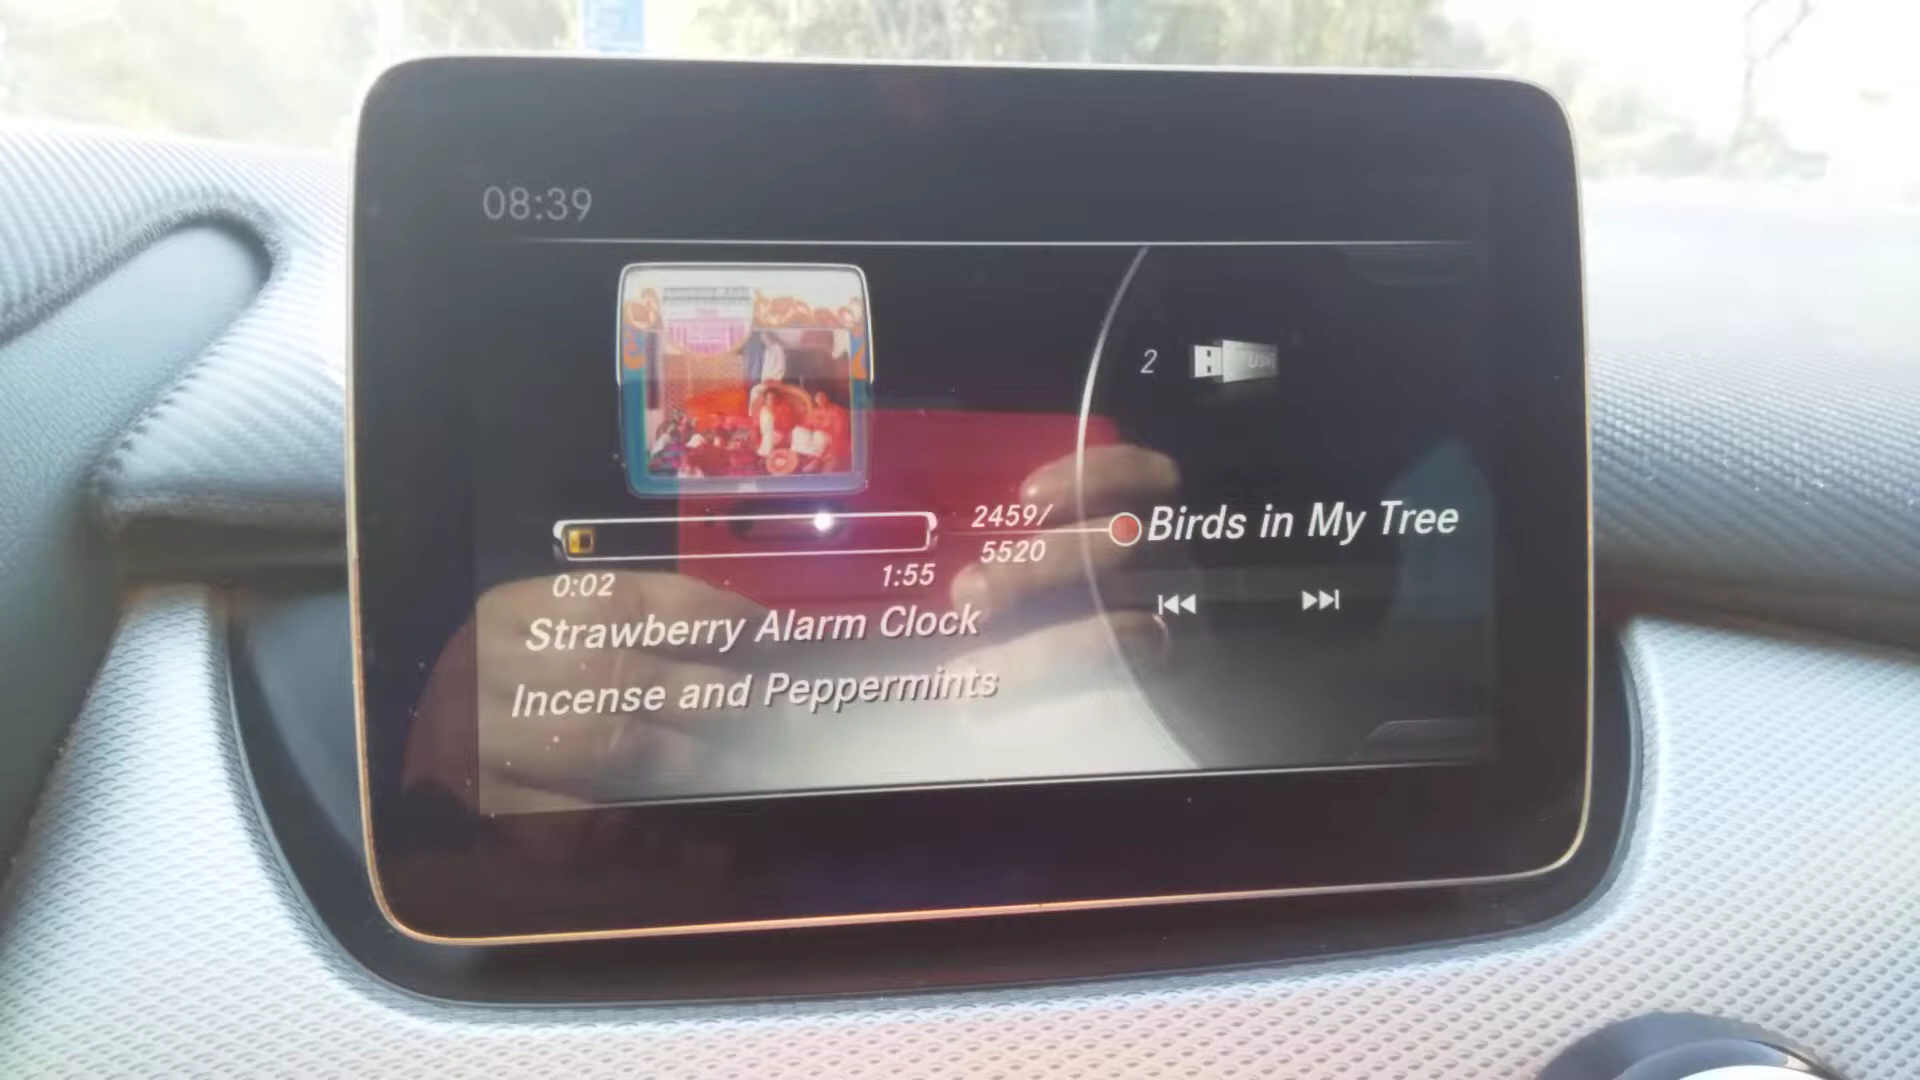 08:39
2
USB
2459/
5520
Birds in My Tree
0:02
1:55
Strawberry Alarm Clock
Incense and Peppermints